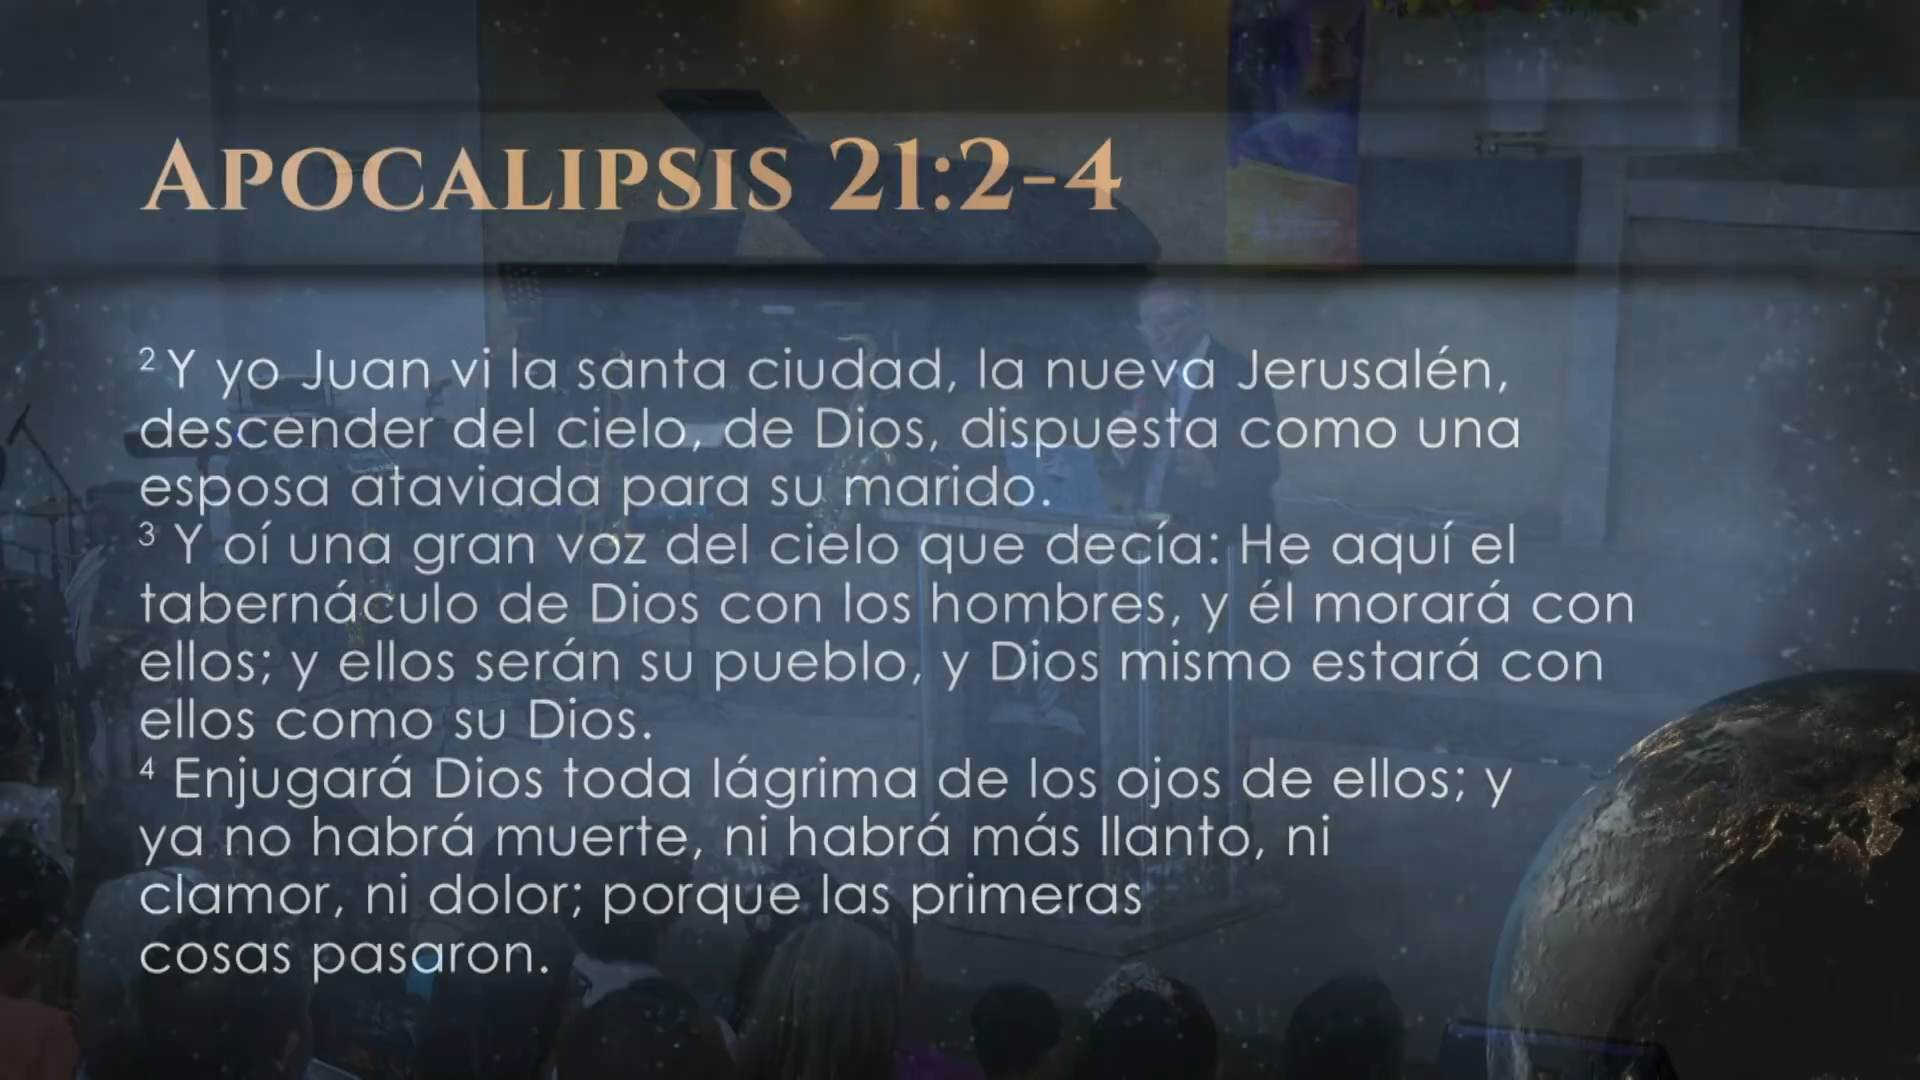 APOCALIPSIS 21:2-4
2 Y yo Juan vi la santa ciudad, la nueva Jerusalén,
descender del cielo, de Dios, dispuesta como una
esposa ataviada para su marido.
3 Y oí una gran voz del cielo que decía: He aquí el
tabernáculo de Dios con los hombres, y él morará con
ellos; y ellos serán su pueblo, y Dios mismo estará con
ellos como su Dios.
4 Enjugará Dios toda lágrima de los ojos de ellos; y
ya no habrá muerte, ni habrá más llanto, ni
clamor, ni dolor; porque las primeras
cosas pasaron.